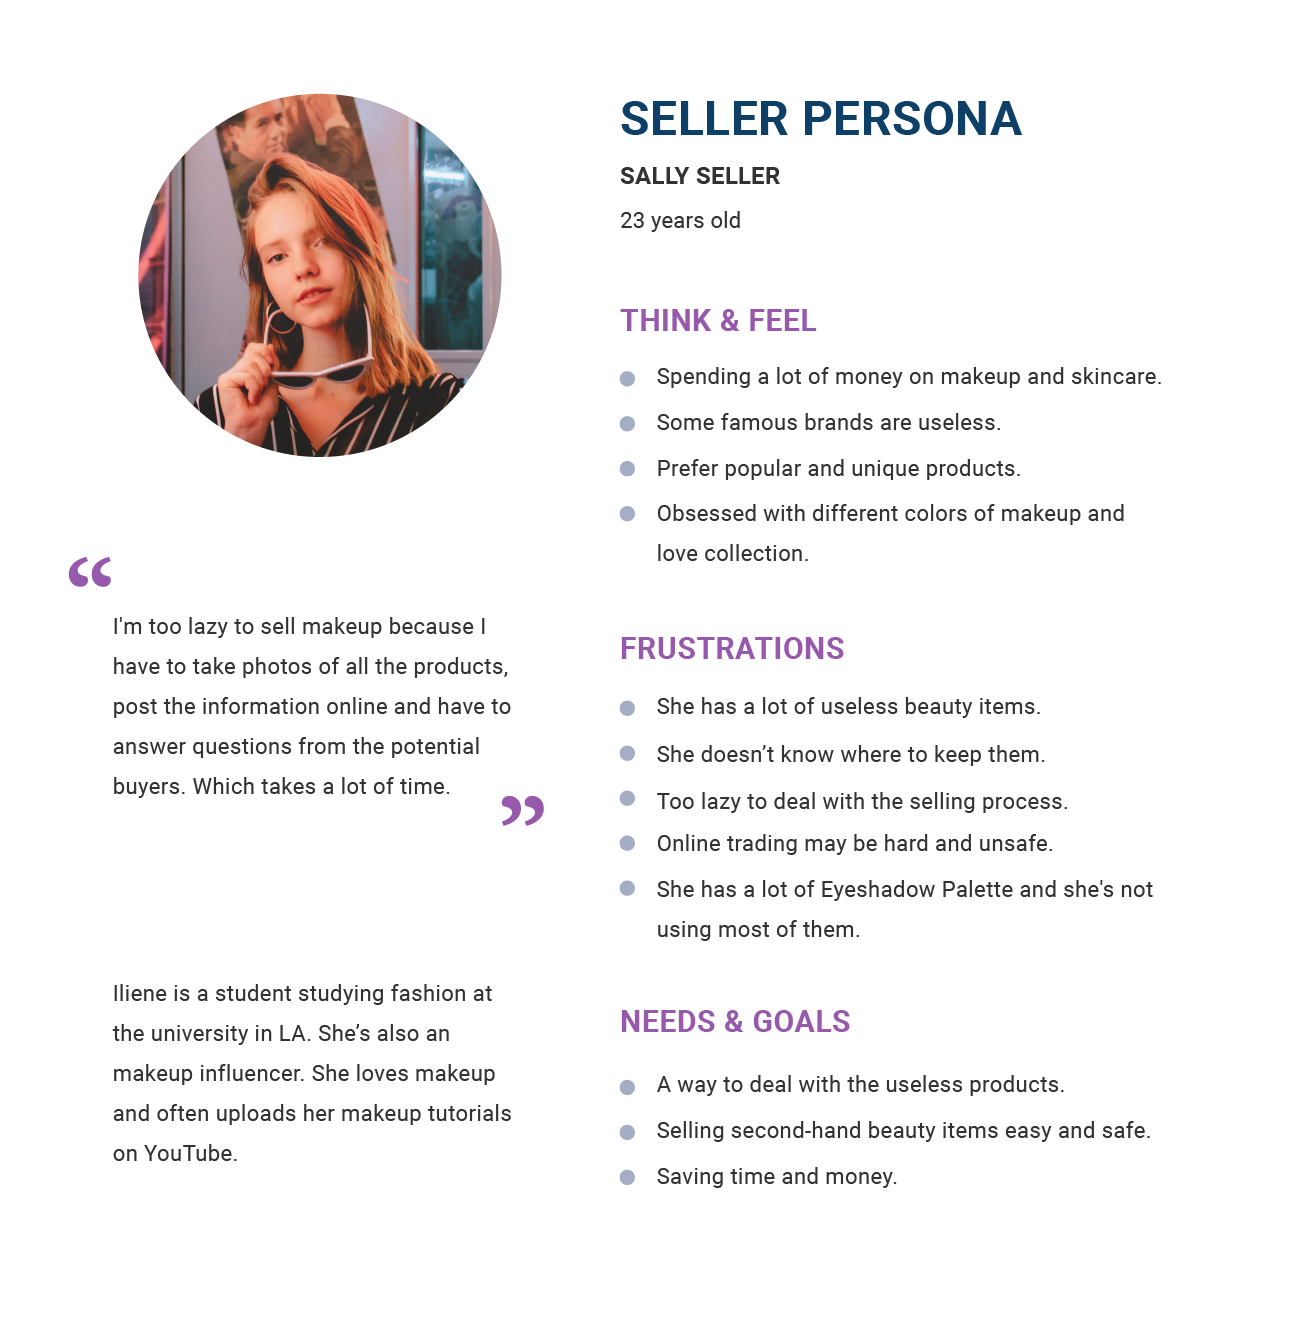 SELLER PERSONA
SALLY SELLER
23 years old
THINK & FEEL
Spending a lot of money on makeup and skincare.
Some famous brands are useless.
Prefer popular and unique products.
Obsessed with different colors of makeup and
love collection.
“
I'm too lazy to sell makeup because I
have to take photos of all the products,
post the information online and have to
answer questions from the potential
buyers. Which takes a lot of time.
”
FRUSTRATIONS
She has a lot of useless beauty items.
She doesn’t know where to keep them.
Too lazy to deal with the selling process.
Online trading may be hard and unsafe.
She has a lot of Eyeshadow Palette and she's not
using most of them.
Iliene is a student studying fashion at
the university in LA. She’s also an
makeup influencer. She loves makeup
and often uploads her makeup tutorials
on YouTube.
NEEDS & GOALS
A way to deal with the useless products.
Selling second-hand beauty items easy and safe.
Saving time and money.